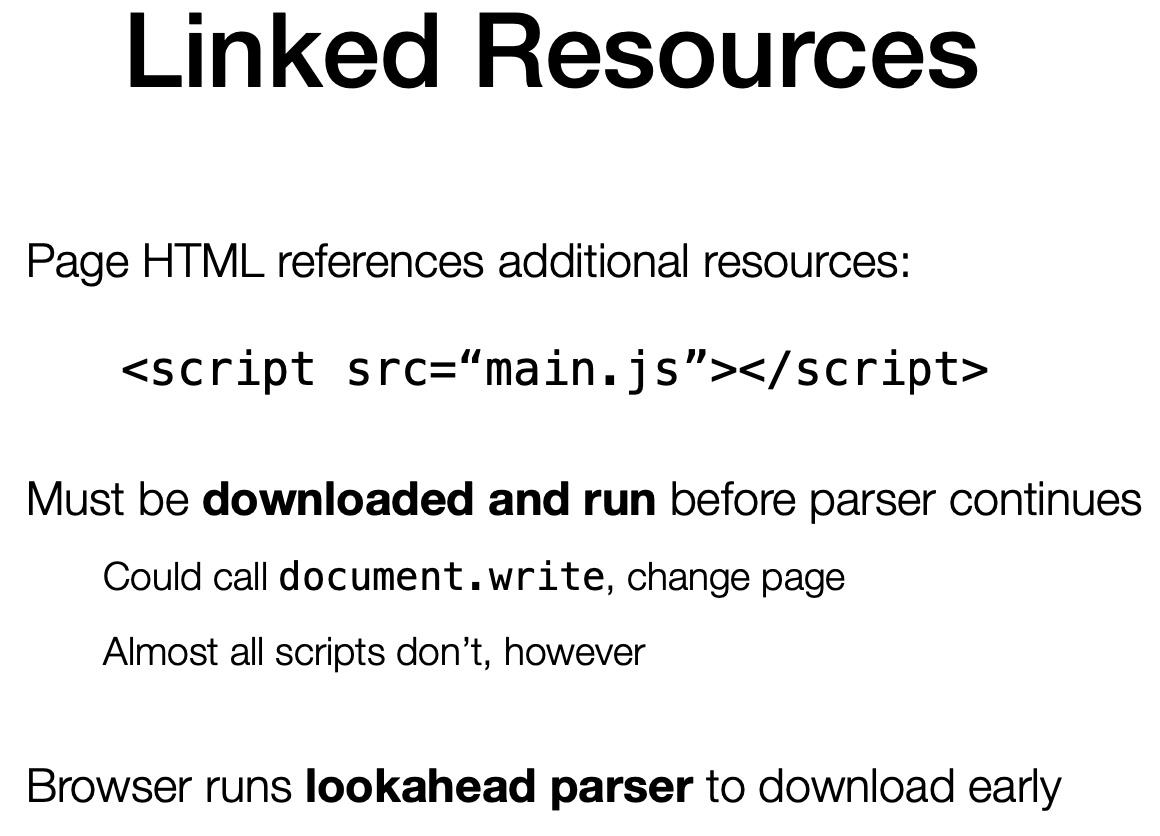 Linked Resources
Page HTML references additional resources:
<script src=“main.js”></script>
Must be downloaded and run before parser continues
Could call document.write, change page
Almost all scripts don’t, however
Browser runs lookahead parser to download early